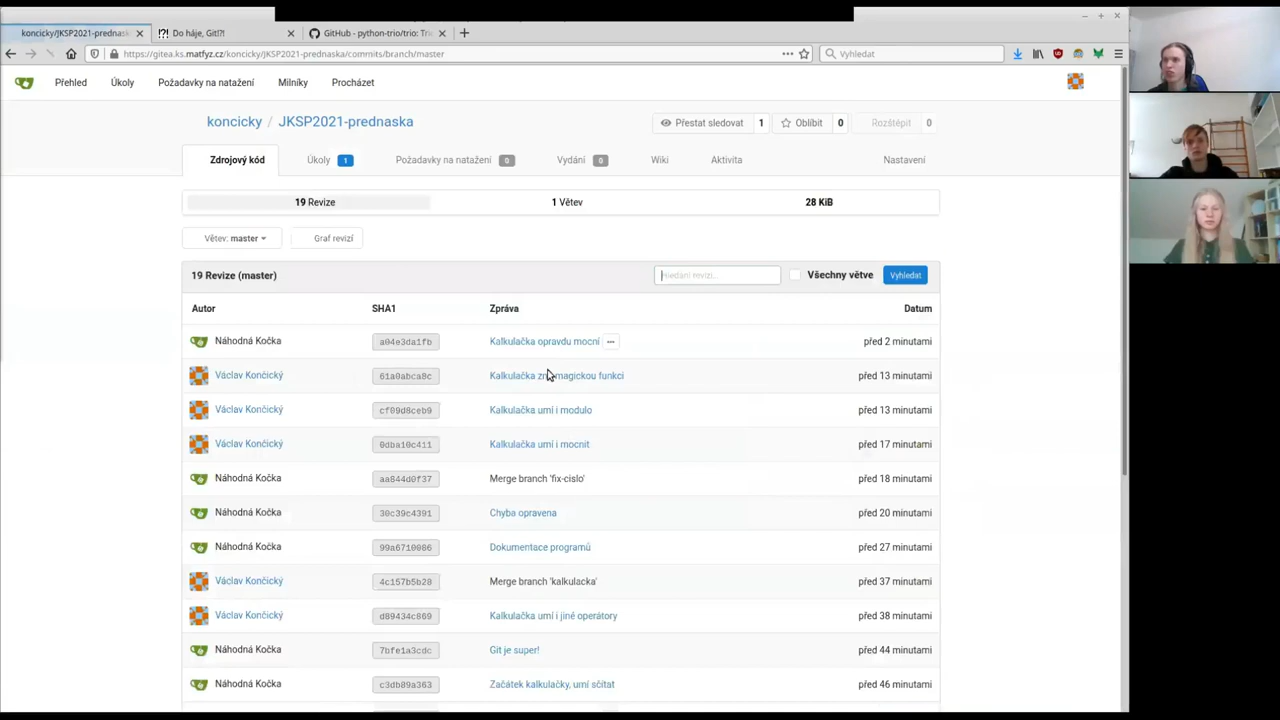 koncicky/JKSP2021-prednaska
Do háje, Git!?!
GitHub - python-trio/trio: Tri
https://gitea.ks.matfyz.cz/koncicky/JKSP2021-prednaska/commits/branch/master
Vyhledat
Přehled Úkoly Požadavky na natažení Milníky Procházet
koncicky / JKSP2021-prednaska
Přestat sledovat 1 Oblíbit 0 Rozštěpit 0
Zdrojový kód Úkoly 1 Požadavky na natažení 0 Vydání 0 Wiki Aktivita Nastavení
19 Revize 1 Větev 28 KiB
Větev: master Graf revizí
19 Revize (master) Hledání revizí... Všechny větve Vyhledat
Autor SHA1 Zpráva Datum
Náhodná Kočka a04e3da1fb Kalkulačka opravdu mocní ... před 2 minutami
Václav Končický 61a0abca8c Kalkulačka zn magickou funkci před 13 minutami
Václav Končický cf09d8ceb9 Kalkulačka umí i modulo před 13 minutami
Václav Končický 0dba10c411 Kalkulačka umí i mocnit před 17 minutami
Náhodná Kočka aa844d0f37 Merge branch 'fix-cislo' před 18 minutami
Náhodná Kočka 30c39c4391 Chyba opravena před 20 minutami
Náhodná Kočka 99a6710086 Dokumentace programů před 27 minutami
Václav Končický 4c157b5b28 Merge branch 'kalkulacka' před 37 minutami
Václav Končický d89434c869 Kalkulačka umí i jiné operátory před 38 minutami
Náhodná Kočka 7bfe1a3cdc Git je super! před 44 minutami
Náhodná Kočka c3db89a363 Začátek kalkulačky, umí sčítat před 46 minutami